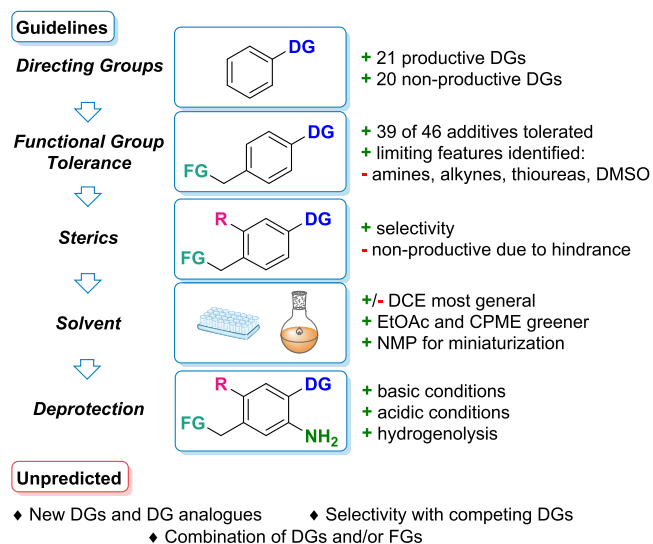 Guidelines
Directing Groups
DG
+ 21 productive DGs
+ 20 non-productive DGs
Functional Group
Tolerance
DG
FG
+ 39 of 46 additives tolerated
+ limiting features identified:
- amines, alkynes, thioureas, DMSO
Sterics
R
DG
FG
+ selectivity
- non-productive due to hindrance
Solvent
+/- DCE most general
+ EtOAc and CPME greener
+ NMP for miniaturization
Deprotection
R
DG
FG
NH2
+ basic conditions
+ acidic conditions
+ hydrogenolysis
Unpredicted
♦ New DGs and DG analogues ♦ Selectivity with competing DGs
♦ Combination of DGs and/or FGs